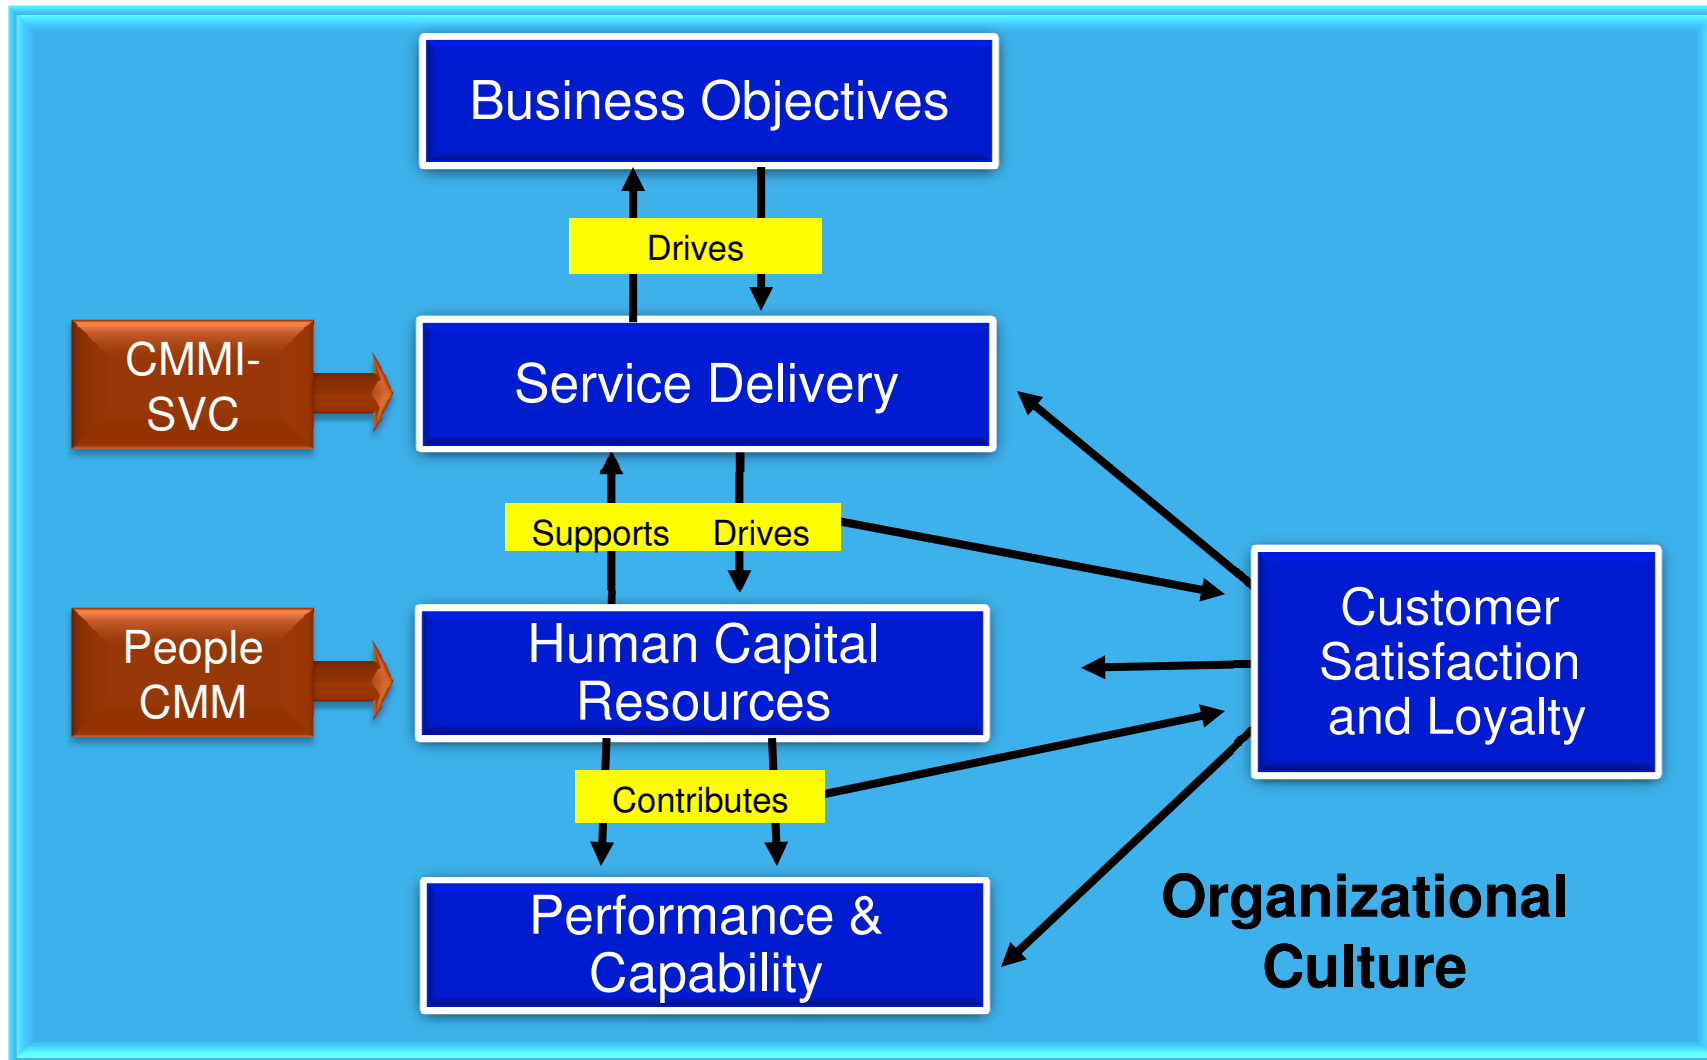 Business Objectives
Drives
CMMI-
SVC
Service Delivery
Supports Drives
People
CMM
Human Capital
Resources
Customer
Satisfaction
and Loyalty
Contributes
Performance &
Capability
Organizational
Culture